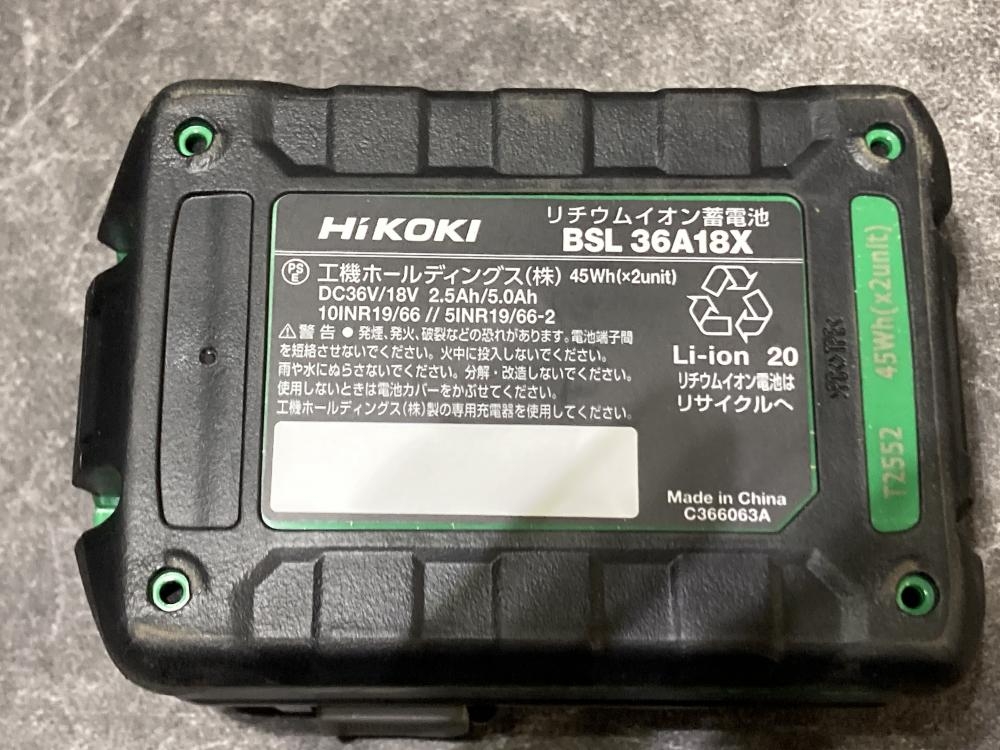 HiKOKI
リチウムイオン蓄電池
BSL 36A18X
PS
E
工機ホールディングス(株) 45Wh(×2unit)
DC36V/18V 2.5Ah/5.0Ah
10INR19/66 // 5INR19/66-2
⚠警告 ● 発煙、発火、破裂などの恐れがあります。電池端子間
を短絡させないでください。火中に投入しないでください。
雨や水にぬらさないでください。分解・改造しないでください。
使用しないときは電池カバーをかぶせてください。
工機ホールディングス(株)製の専用充電器を使用してください。
Li-ion 20
リチウムイオン電池は
リサイクルへ
Made in China
C366063A
T2552 45Wh(x2unit)